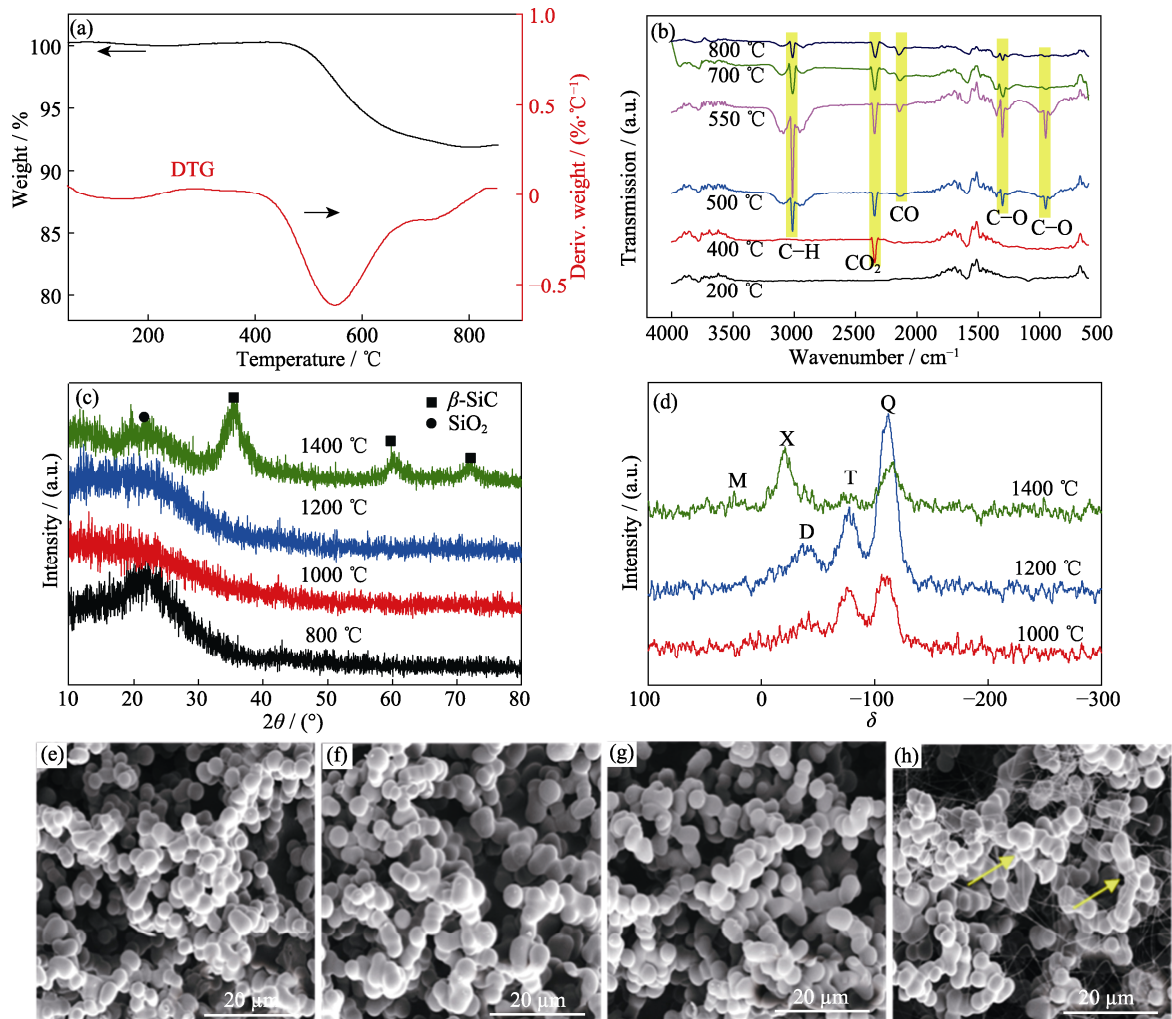 (a)
Weight / %
100
95
90
85
80
DTG
1.0
0.5
0
−0.5
Deriv. weight / (%·℃−1)
200
400
600
800
Temperature / ℃
(b)
Transmission / (a.u.)
800 ℃
700 ℃
550 ℃
500 ℃
400 ℃
200 ℃
C−H
CO2
CO
C−O
C−O
4000 3500 3000 2500 2000 1500 1000 500
Wavenumber / cm−1
(c)
Intensity / (a.u.)
β-SiC
SiO2
1400 ℃
1200 ℃
1000 ℃
800 ℃
10 20 30 40 50 60 70 80
2θ / (°)
(d)
Intensity / (a.u.)
M
X
D
T
Q
1400 ℃
1200 ℃
1000 ℃
100 0 −100 −200 −300
δ
(e)
20 µm
(f)
20 µm
(g)
20 µm
(h)
20 µm